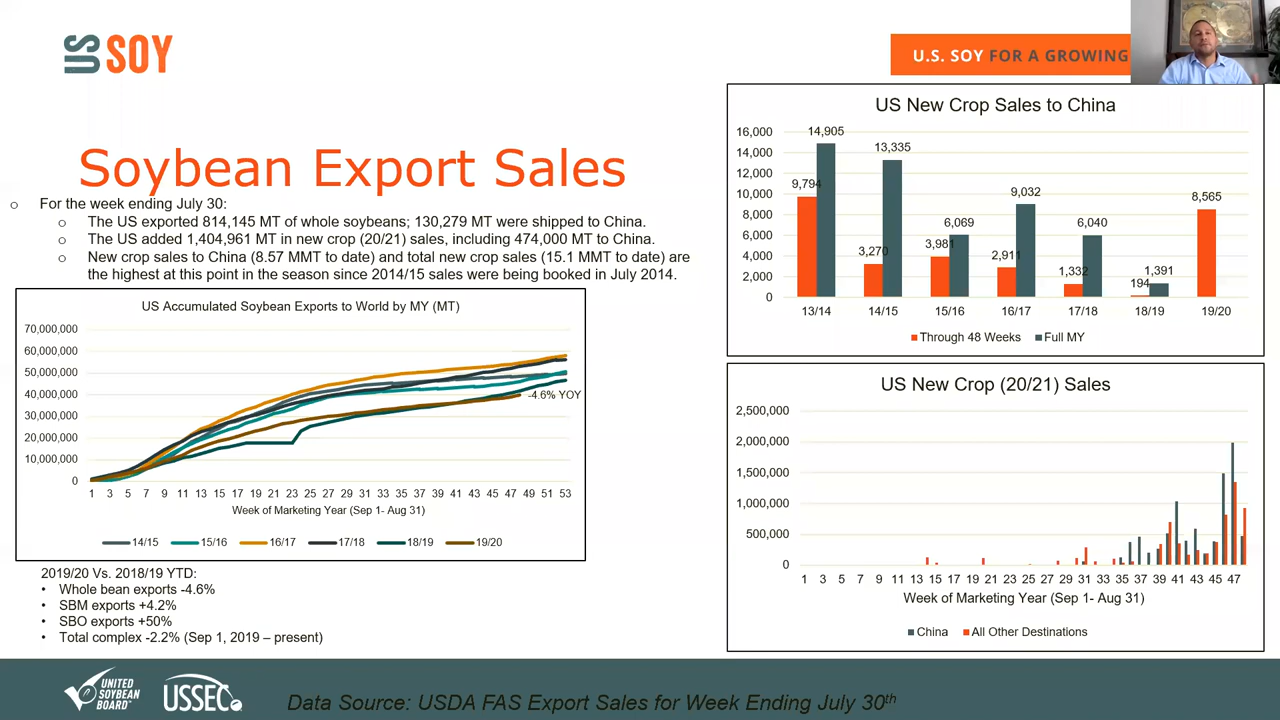 US SOY
U.S. SOY FOR A GROWING
Soybean Export Sales
For the week ending July 30:
The US exported 814,145 MT of whole soybeans; 130,279 MT were shipped to China.
The US added 1,404,961 MT in new crop (20/21) sales, including 474,000 MT to China.
New crop sales to China (8.57 MMT to date) and total new crop sales (15.1 MMT to date) are
the highest at this point in the season since 2014/15 sales were being booked in July 2014.
US Accumulated Soybean Exports to World by MY (MT)
70,000,000
60,000,000
50,000,000
40,000,000
30,000,000
20,000,000
10,000,000
0
-4.6% YOY
1 3 5 7 9 11 13 15 17 19 21 23 25 27 29 31 33 35 37 39 41 43 45 47 49 51 53
Week of Marketing Year (Sep 1- Aug 31)
14/15 15/16 16/17 17/18 18/19 19/20
2019/20 Vs. 2018/19 YTD:
• Whole bean exports -4.6%
• SBM exports +4.2%
• SBO exports +50%
• Total complex -2.2% (Sep 1, 2019 – present)
US New Crop Sales to China
16,000
14,000
12,000
10,000
8,000
6,000
4,000
2,000
0
9,794 14,905 3,270 13,335 3,981 6,069 2,911 9,032 1,332 6,040 194 1,391 8,565
13/14 14/15 15/16 16/17 17/18 18/19 19/20
Through 48 Weeks Full MY
US New Crop (20/21) Sales
2,500,000
2,000,000
1,500,000
1,000,000
500,000
0
1 3 5 7 9 11 13 15 17 19 21 23 25 27 29 31 33 35 37 39 41 43 45 47
Week of Marketing Year (Sep 1- Aug 31)
China All Other Destinations
UNITED
SOYBEAN
BOARD
USSEC
Data Source: USDA FAS Export Sales for Week Ending July 30th